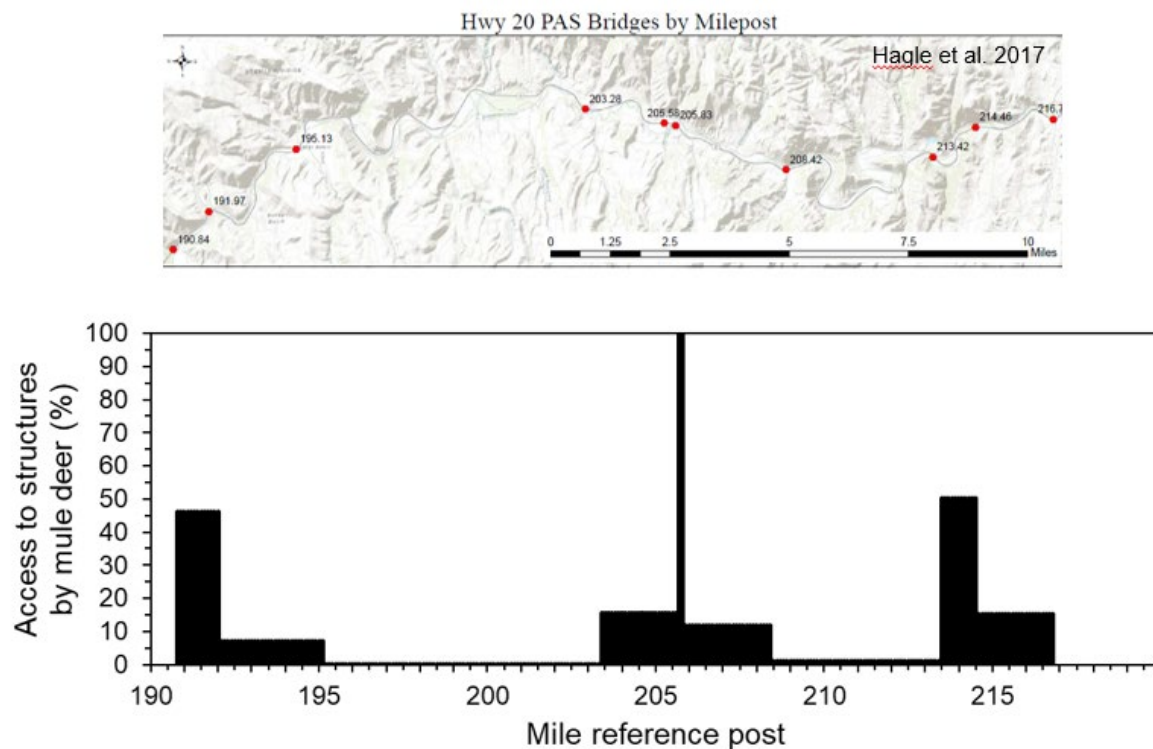 Hwy 20 PAS Bridges by Milepost
Hagle et al. 2017
203.28
205.58
205.83
214.46
216.7
195.13
213.42
208.42
191.97
190.84
0 1.25 2.5 5 7.5 10
Miles
100
90
80
70
60
50
40
30
20
10
0
Access to structures
by mule deer (%)
190 195 200 205 210 215
Mile reference post